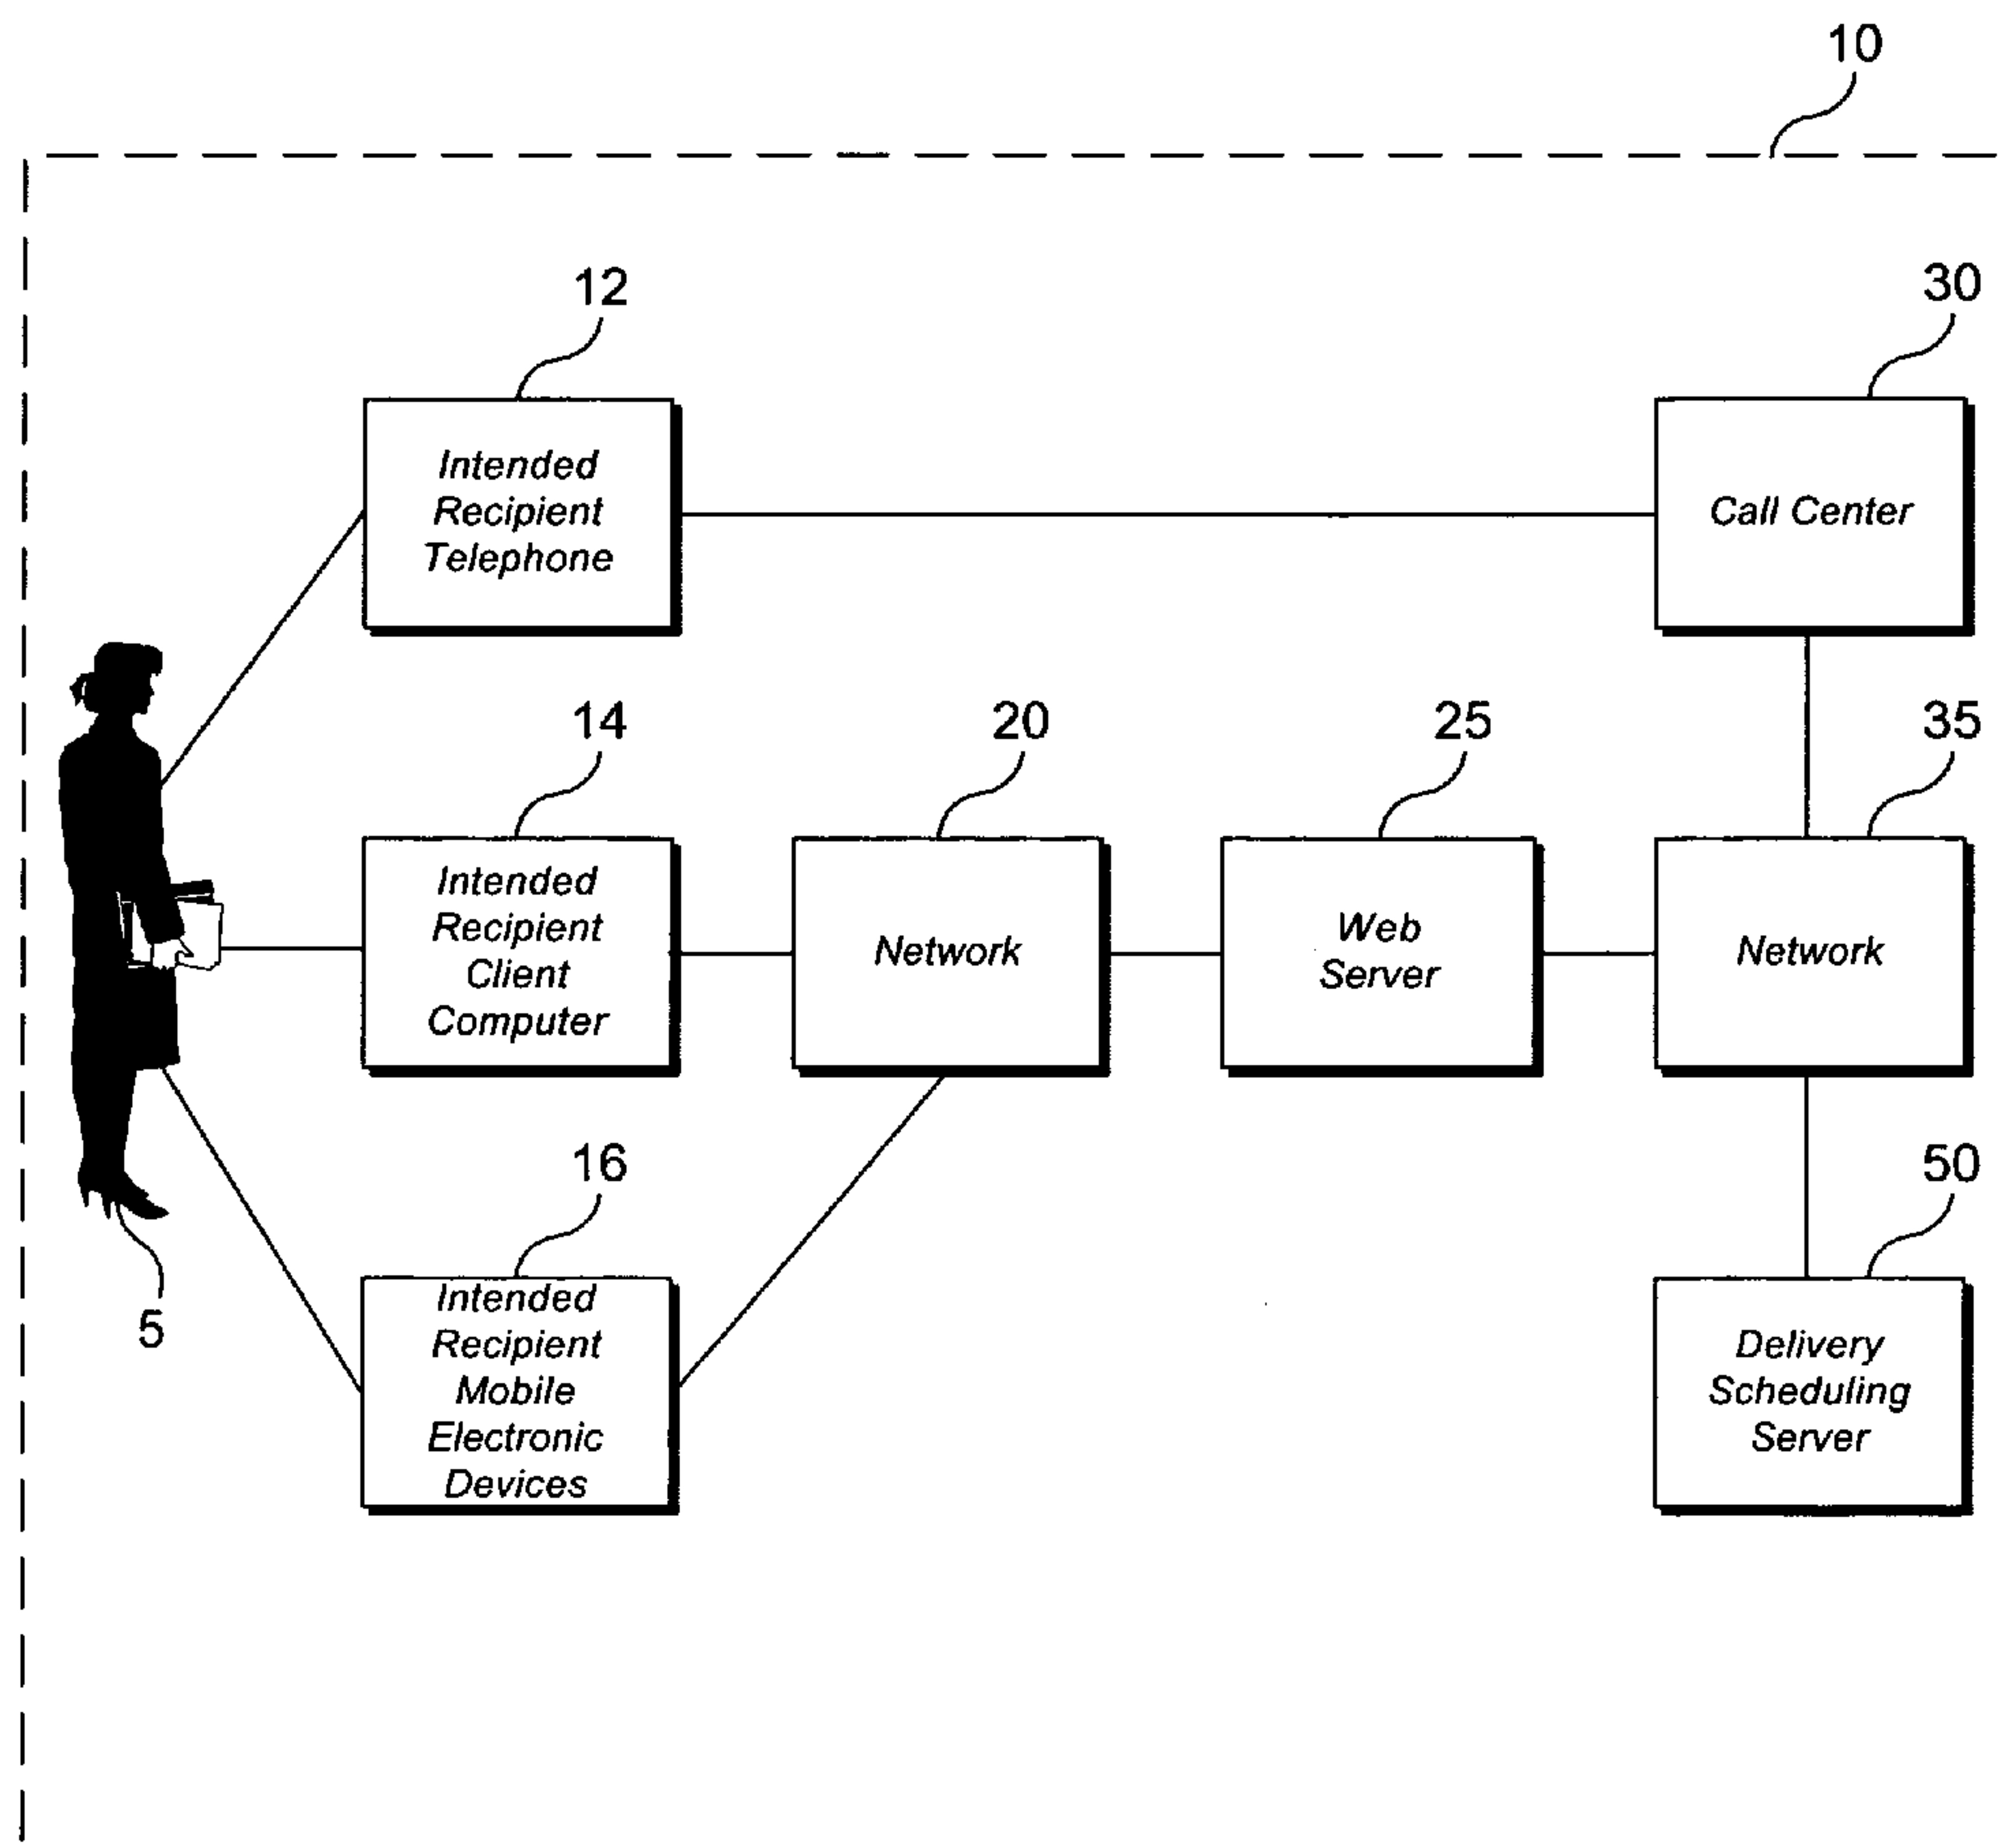 10
12
30
Intended
Recipient
Telephone
Call Center
14
20
25
35
Intended
Recipient
Client
Computer
Network
Web
Server
Network
16
50
5
Intended
Recipient
Mobile
Electronic
Devices
Delivery
Scheduling
Server